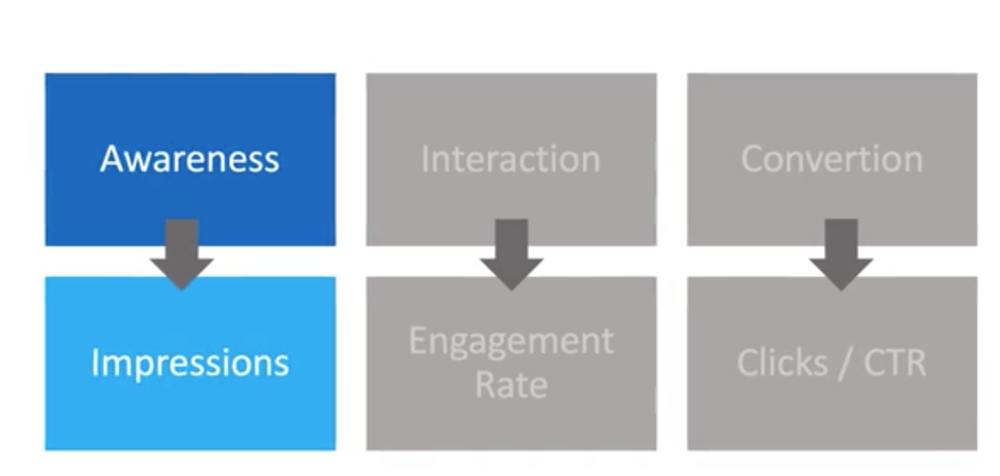 Awareness
Interaction
Convertion
Impressions
Engagement
Rate
Clicks / CTR